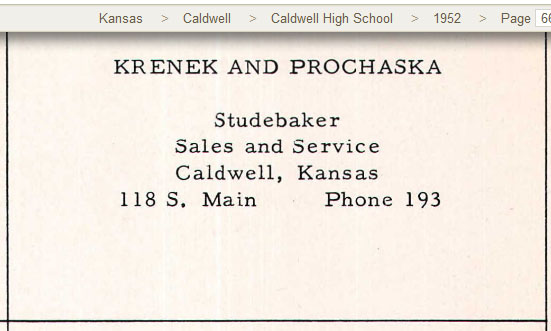 Kansas > Caldwell > Caldwell High School > 1952 > Page 66
KRENEK AND PROCHASKA
Studebaker
Sales and Service
Caldwell, Kansas
118 S. Main Phone 193